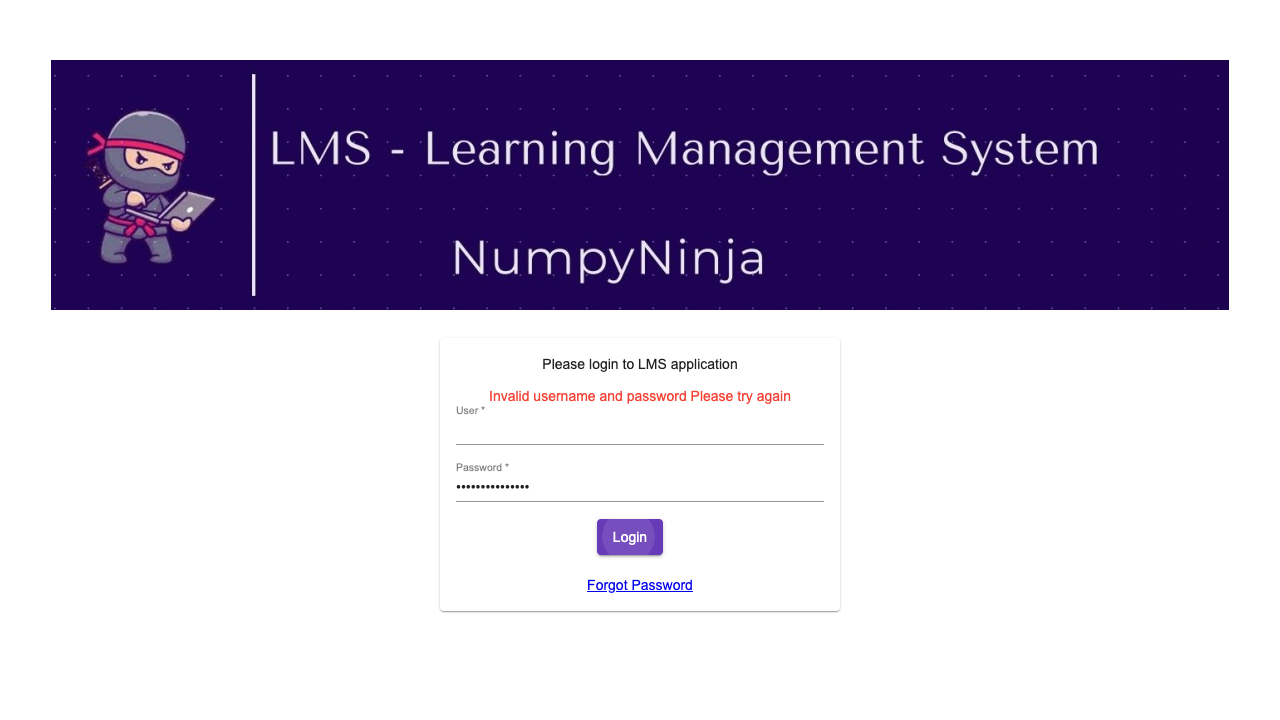 LMS - Learning Management System
NumpyNinja
Please login to LMS application
Invalid username and password Please try again
User *
Password *
•••••••••••••••
Login
Forgot Password